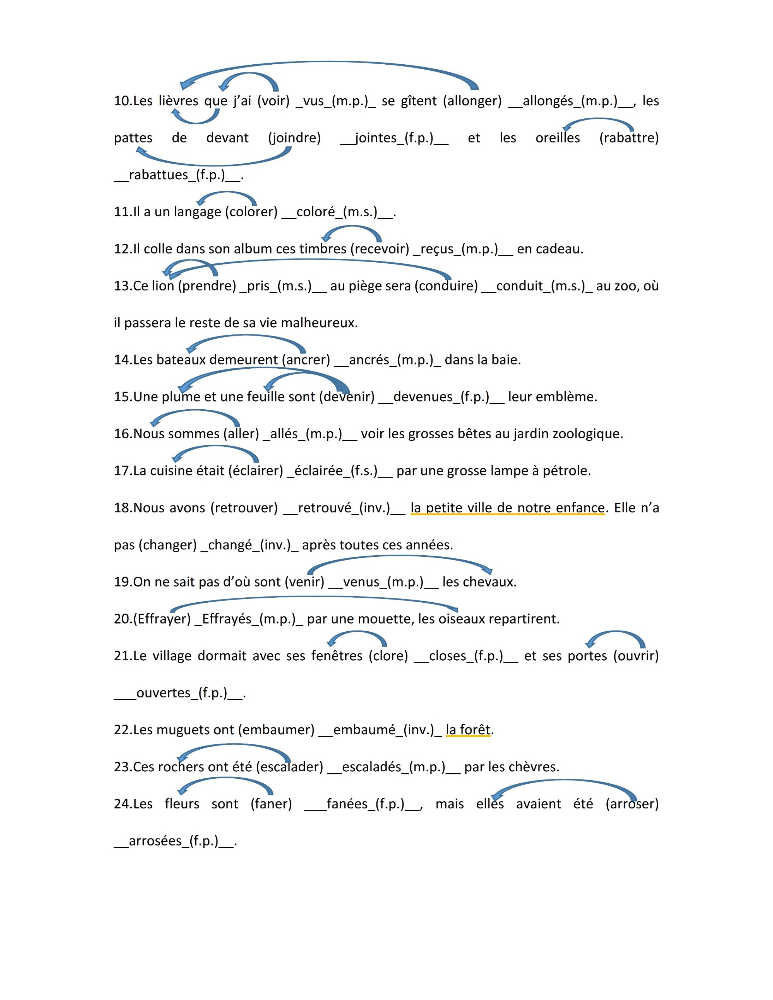 10.Les lièvres que j’ai (voir) _vus_(m.p.)_ se gîtent (allonger) __allongés_(m.p.)__, les
pattes de devant (joindre) __jointes_(f.p.)__ et les oreilles (rabattre)
__rabattues_(f.p.)__.
11.Il a un langage (colorer) __coloré_(m.s.)__.
12.Il colle dans son album ces timbres (recevoir) _reçus_(m.p.)__ en cadeau.
13.Ce lion (prendre) _pris_(m.s.)__ au piège sera (conduire) __conduit_(m.s.)_ au zoo, où
il passera le reste de sa vie malheureux.
14.Les bateaux demeurent (ancrer) __ancrés_(m.p.)_ dans la baie.
15.Une plume et une feuille sont (devenir) __devenues_(f.p.)__ leur emblème.
16.Nous sommes (aller) _allés_(m.p.)__ voir les grosses bêtes au jardin zoologique.
17.La cuisine était (éclairer) _éclairée_(f.s.)__ par une grosse lampe à pétrole.
18.Nous avons (retrouver) __retrouvé_(inv.)__ la petite ville de notre enfance. Elle n’a
pas (changer) _changé_(inv.)_ après toutes ces années.
19.On ne sait pas d’où sont (venir) __venus_(m.p.)__ les chevaux.
20.(Effrayer) _Effrayés_(m.p.)_ par une mouette, les oiseaux repartirent.
21.Le village dormait avec ses fenêtres (clore) __closes_(f.p.)__ et ses portes (ouvrir)
___ouvertes_(f.p.)__.
22.Les muguets ont (embaumer) __embaumé_(inv.)_ la forêt.
23.Ces rochers ont été (escalader) __escaladés_(m.p.)__ par les chèvres.
24.Les fleurs sont (faner) ___fanées_(f.p.)__, mais elles avaient été (arroser)
__arrosées_(f.p.)__.